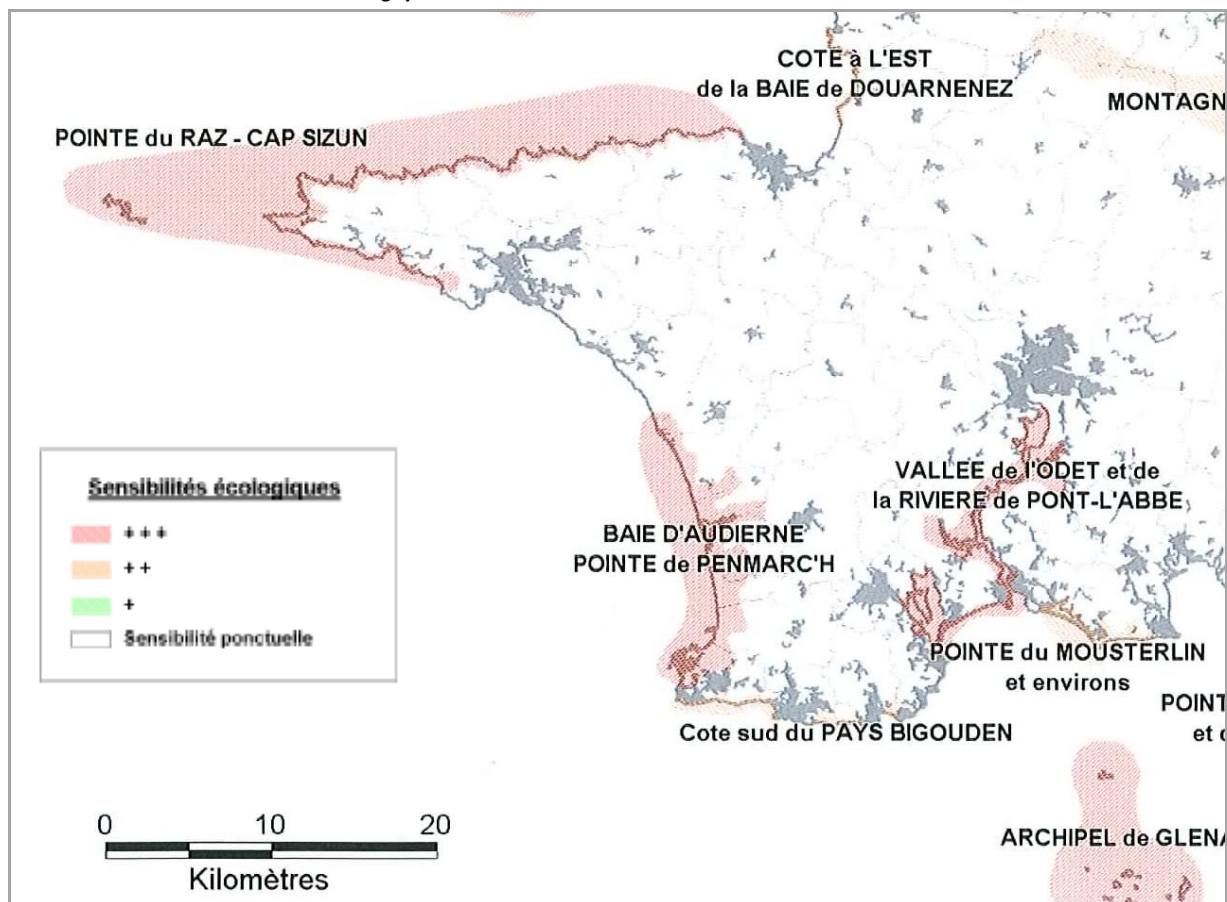 COTE à L'EST
de la BAIE de DOUARNENEZ
MONTAGN
POINTE du RAZ - CAP SIZUN
VALLEE de l'ODET et de
la RIVIERE de PONT-L'ABBE
Sensibilités écologiques
+ + +
+ +
+
Sensibilité ponctuelle
BAIE D'AUDIERNE
POINTE de PENMARC'H
POINTE du MOUSTERLIN
et environs
POINT
et d
Cote sud du PAYS BIGOUDEN
0 10 20
Kilomètres
ARCHIPEL de GLENA